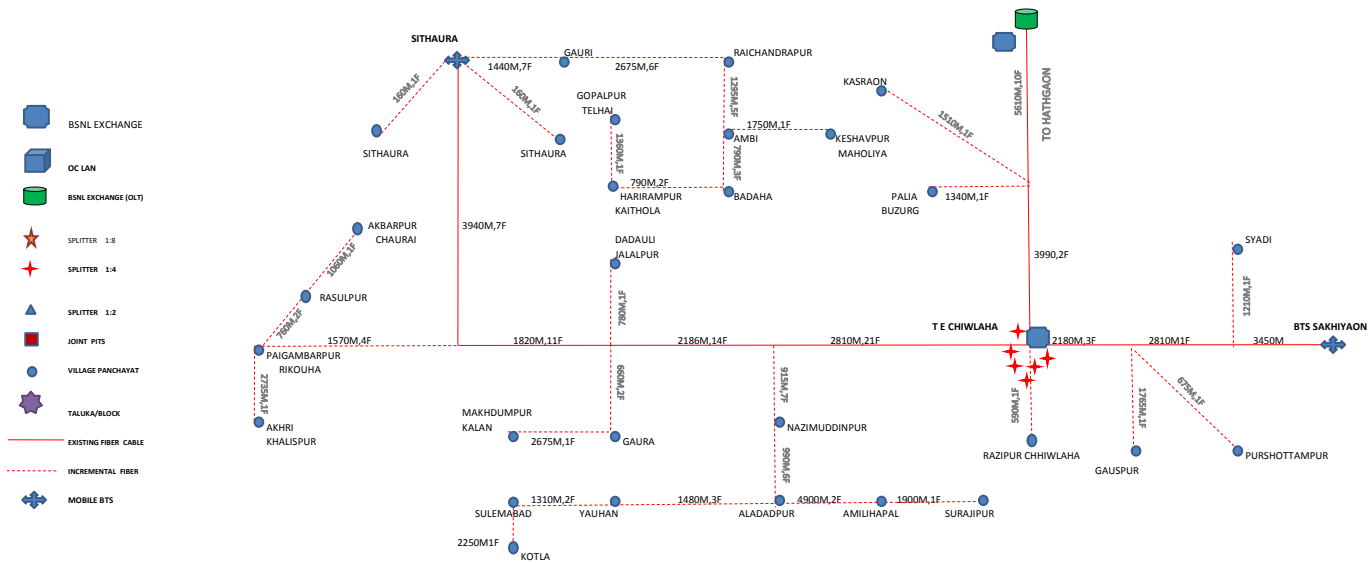 SITHAURA
GAURI
RAICHANDRAPUR
1440M,7F
2675M,6F
KASRAON
5610M,10F
TO HATHGAON
160M,1F
160M,1F
GOPALPUR
TELHAI
1295M,5F
1510M,1F
BSNL EXCHANGE
1750M,1F
SITHAURA
SITHAURA
AMBI
KESHAVPUR
MAHOLIYA
1360M,1F
790M,3F
OC LAN
790M,2F
HARIRAMPUR
KAITHOLA
BADAHA
PALIA
BUZURG
1340M,1F
BSNL EXCHANGE (OLT)
AKBARPUR
CHAURAI
3940M,7F
DADAULI
JALALPUR
SPLITTER 1:8
3990,2F
SYADI
1060M,1F
SPLITTER 1:4
RASULPUR
780M,1F
1210M,1F
SPLITTER 1:2
760M,2F
T E CHIWLAHA
BTS SAKHIYAON
JOINT PITS
1570M,4F
1820M,11F
2186M,14F
2810M,21F
2180M,3F
2810M1F
3450M
PAIGAMBARPUR
RIKOUHA
VILLAGE PANCHAYAT
2735M,1F
660M,2F
915M,7F
590M,1F
1765M,1F
675M,1F
TALUKA/BLOCK
MAKHDUMPUR
KALAN
AKHRI
KHALISPUR
NAZIMUDDINPUR
EXISTING FIBER CABLE
2675M,1F
GAURA
RAZIPUR CHHIWLAHA
GAUSPUR
PURSHOTTAMPUR
INCREMENTAL FIBER
990M,6F
MOBILE BTS
1310M,2F
1480M,3F
4900M,2F
1900M,1F
SULEMABAD
YAUHAN
ALADADPUR
AMILIHAPAL
SURAJIPUR
2250M1F
KOTLA